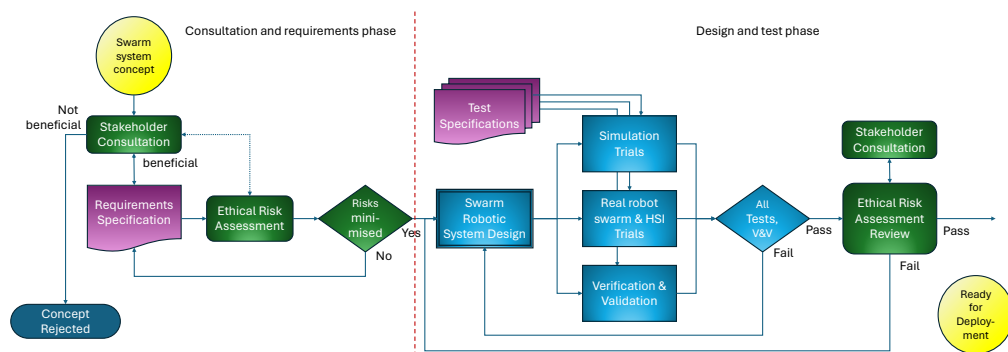 Consultation and requirements phase
Design and test phase
Swarm
system
concept
Not
beneficial
Stakeholder
Consultation
beneficial
Requirements
Specification
Ethical Risk
Assessment
Risks
mini-
mised
Yes
No
Concept
Rejected
Test
Specifications
Simulation
Trials
Swarm
Robotic
System Design
Real robot
swarm & HSI
Trials
Verification &
Validation
All
Tests,
V&V
Pass
Fail
Stakeholder
Consultation
Ethical Risk
Assessment
Review
Pass
Fail
Ready
for
Deploy-
ment